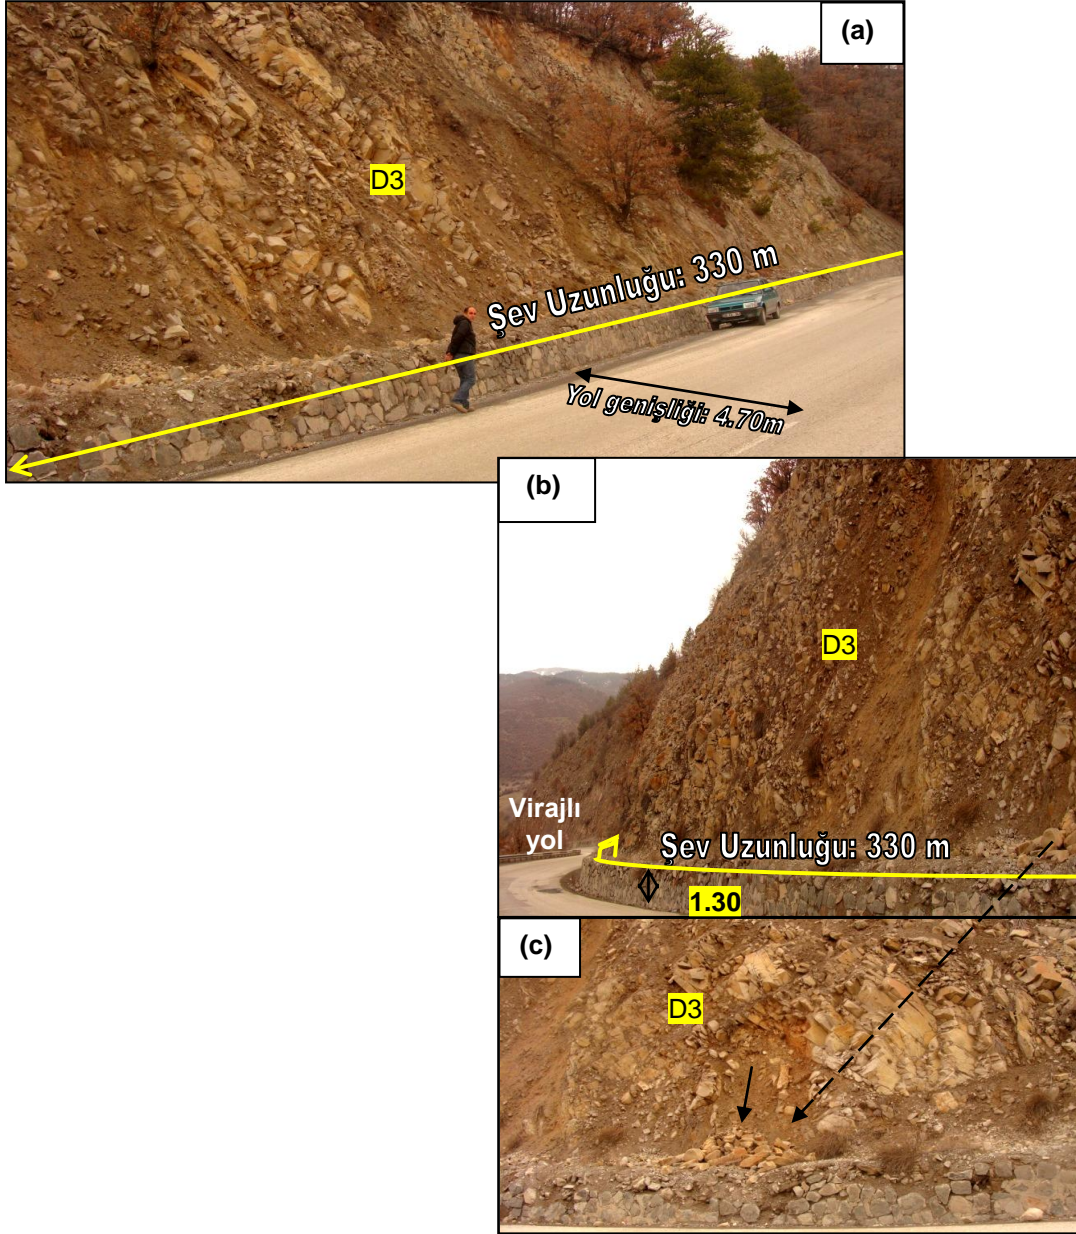 (a)
D3
Şev Uzunluğu: 330 m
Yol genişliği: 4.70m
(b)
D3
Virajlı
yol
Şev Uzunluğu: 330 m
1.30
(c)
D3